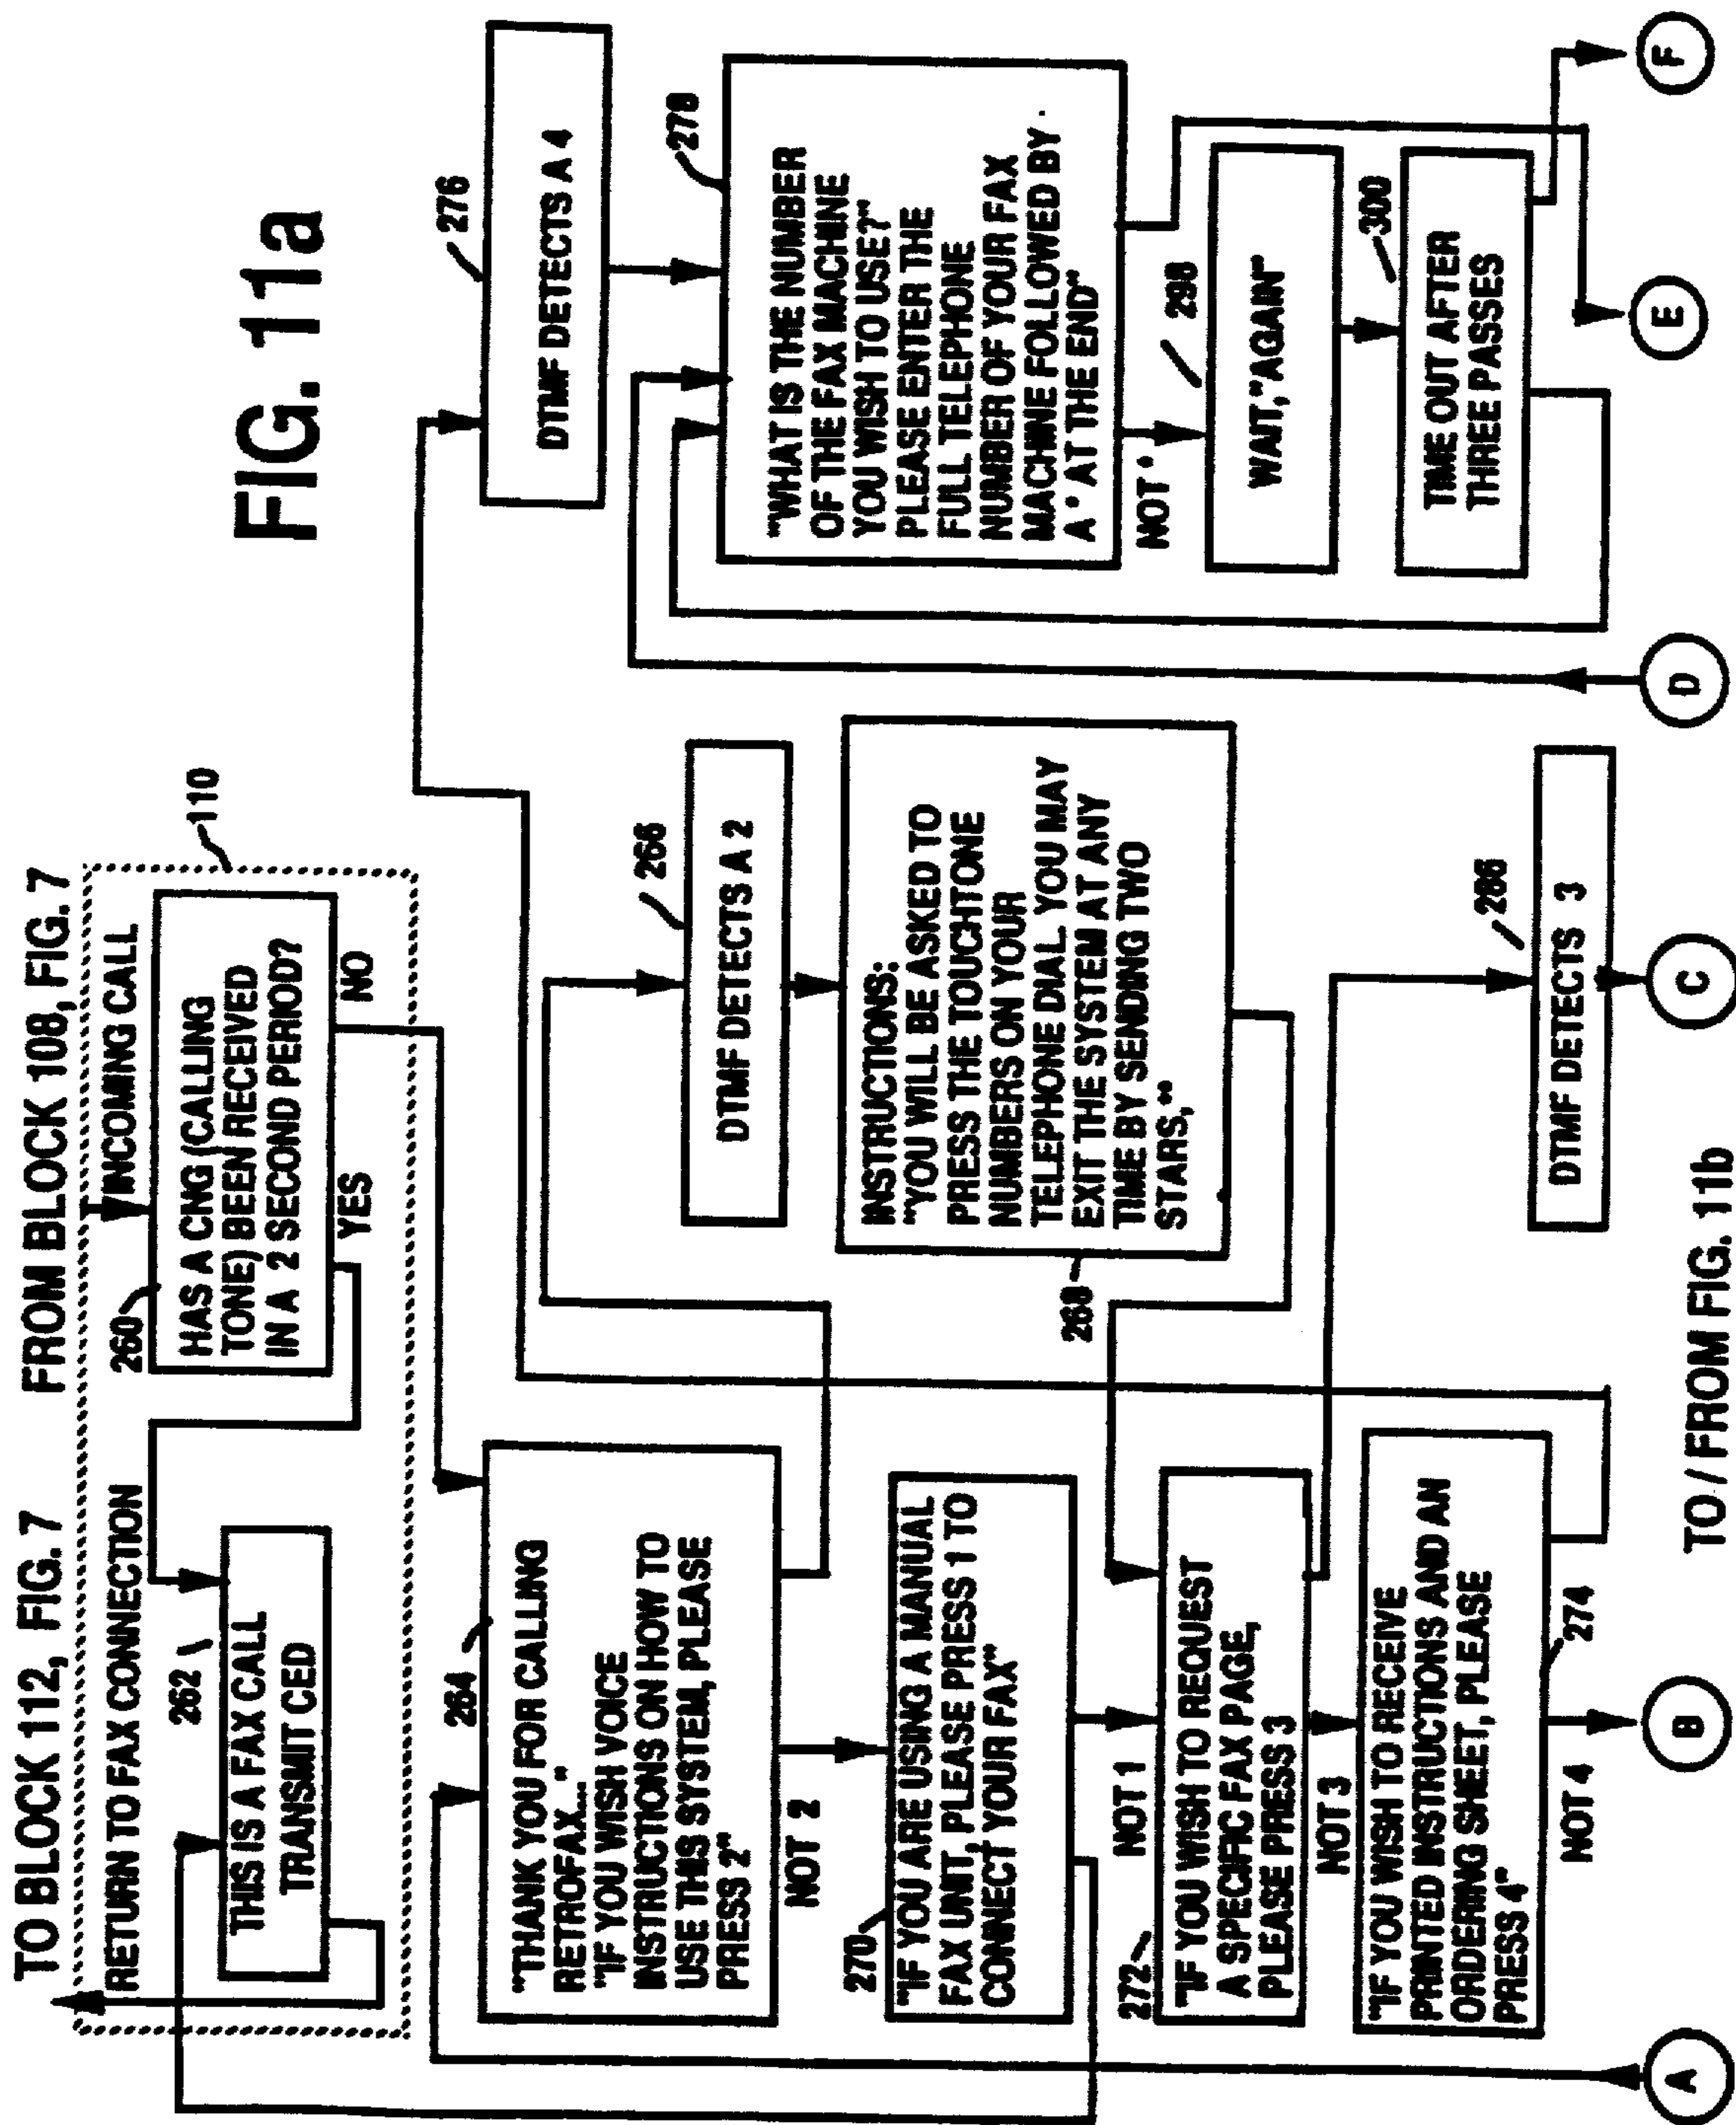 FIG. 11a
TO BLOCK 112, FIG. 7
FROM BLOCK 108, FIG. 7
RETURN TO FAX CONNECTION
INCOMING CALL
110
260
HAS A CNG (CALLING
TONE) BEEN RECEIVED
IN A 2 SECOND PERIOD?
YES
NO
262
THIS IS A FAX CALL
TRANSMIT CED
264
"THANK YOU FOR CALLING
RETROFAX..."
"IF YOU WISH VOICE
INSTRUCTIONS ON HOW TO
USE THIS SYSTEM, PLEASE
PRESS 2"
NOT 2
270
"IF YOU ARE USING A MANUAL
FAX UNIT, PLEASE PRESS 1 TO
CONNECT YOUR FAX"
NOT 1
272
"IF YOU WISH TO REQUEST
A SPECIFIC FAX PAGE,
PLEASE PRESS 3
NOT 3
"IF YOU WISH TO RECEIVE
PRINTED INSTRUCTIONS AND AN
ORDERING SHEET, PLEASE
PRESS 4"
274
NOT 4
266
DTMF DETECTS A 2
INSTRUCTIONS:
"YOU WILL BE ASKED TO
PRESS THE TOUCHTONE
NUMBERS ON YOUR
TELEPHONE DIAL. YOU MAY
EXIT THE SYSTEM AT ANY
TIME BY SENDING TWO
STARS, **
268
286
DTMF DETECTS 3
276
DTMF DETECTS A 4
278
"WHAT IS THE NUMBER
OF THE FAX MACHINE
YOU WISH TO USE?"
PLEASE ENTER THE
FULL TELEPHONE
NUMBER OF YOUR FAX
MACHINE FOLLOWED BY
A * AT THE END"
NOT *
298
WAIT,"AGAIN"
300
TIME OUT AFTER
THREE PASSES
A
B
C
D
E
F
TO / FROM FIG. 11b